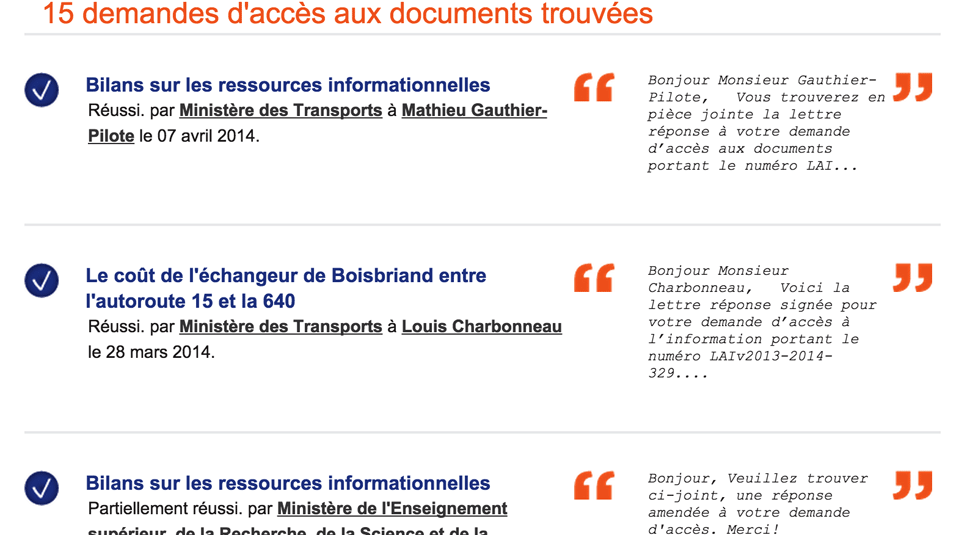 15 demandes d'accès aux documents trouvées
Bilans sur les ressources informationnelles
Réussi. par Ministère des Transports à Mathieu Gauthier-
Pilote le 07 avril 2014.
Bonjour Monsieur Gauthier-
Pilote,   Vous trouverez en
pièce jointe la lettre
réponse à votre demande
d’accès aux documents
portant le numéro LAI...
Le coût de l'échangeur de Boisbriand entre
l'autoroute 15 et la 640
Réussi. par Ministère des Transports à Louis Charbonneau
le 28 mars 2014.
Bonjour Monsieur
Charbonneau,   Voici la
lettre réponse signée pour
votre demande d’accès à
l’information portant le
numéro LAIv2013-2014-
329....
Bilans sur les ressources informationnelles
Partiellement réussi. par Ministère de l'Enseignement
supérieur, de la Recherche, de la Science et de la
Bonjour, Veuillez trouver
ci-joint, une réponse
amendée à votre demande
d'accès. Merci!